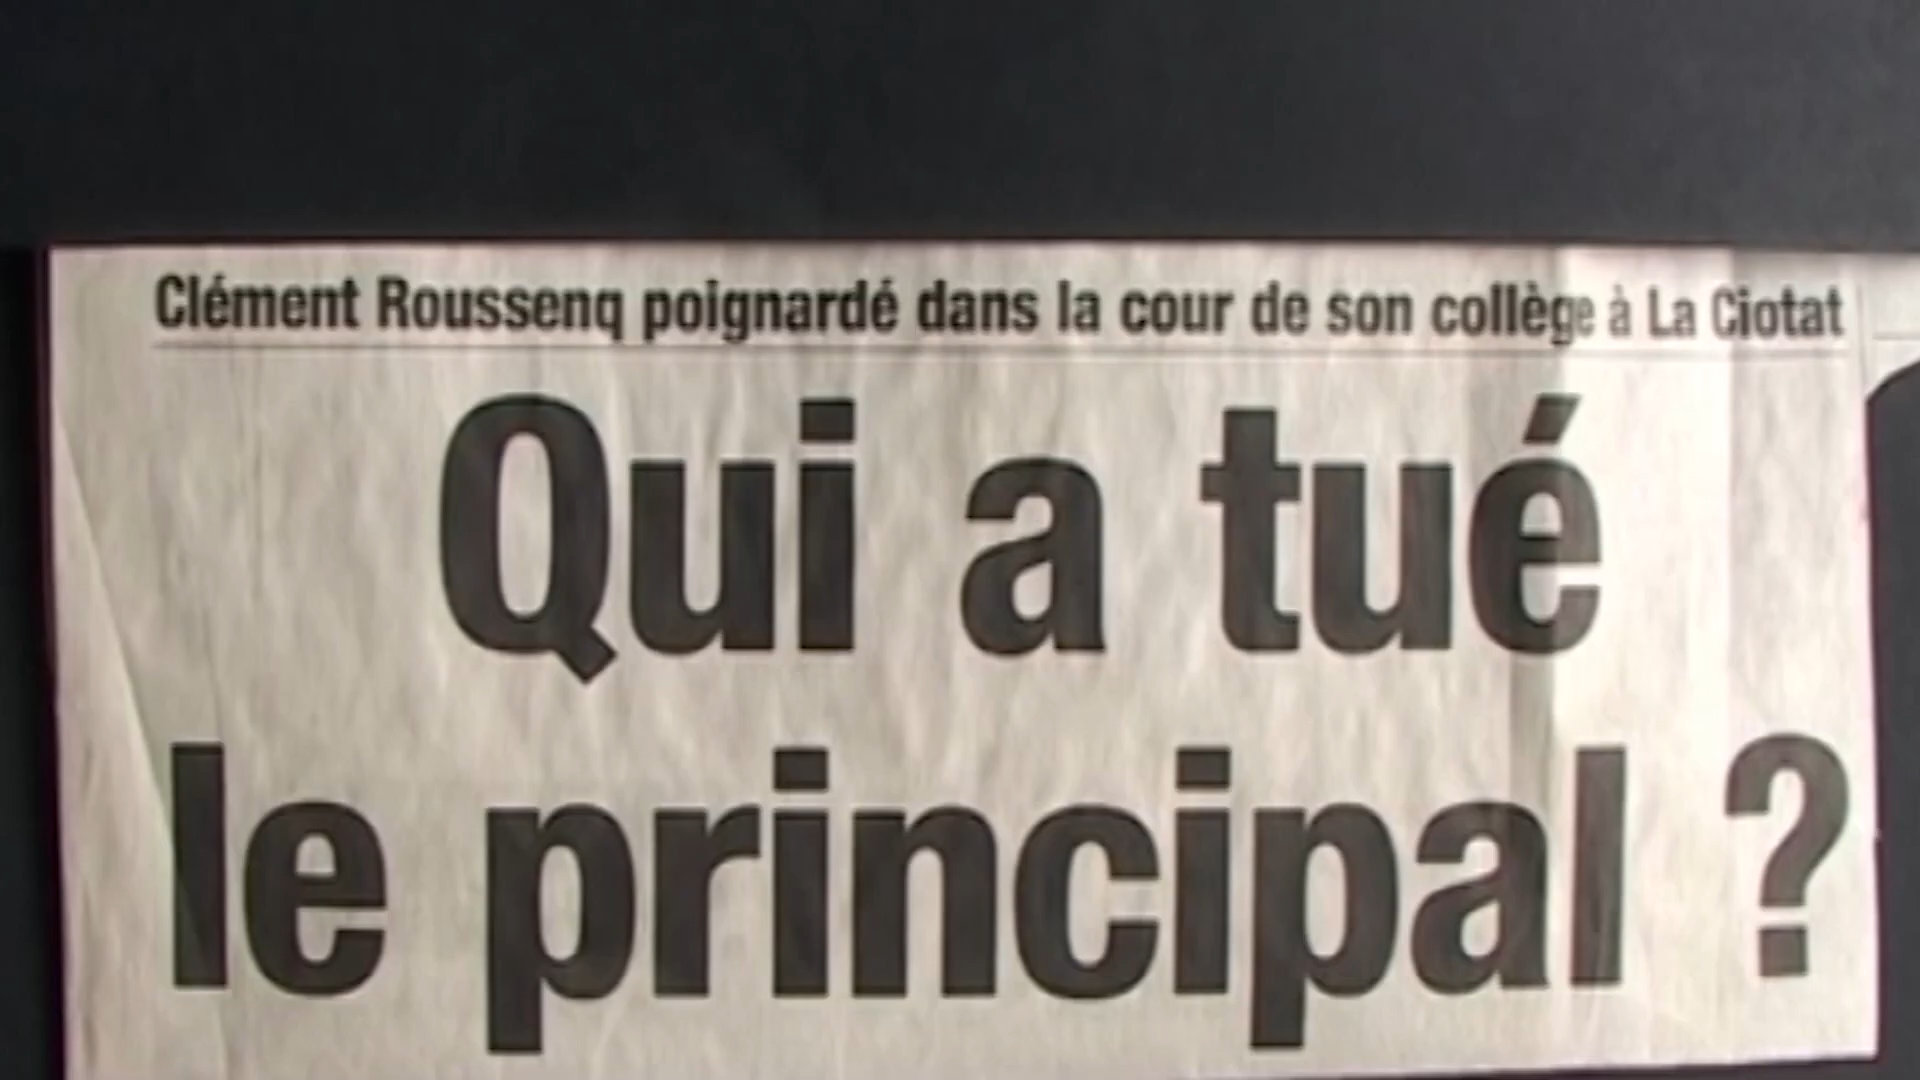 Clément Roussenq poignardé dans la cour de son collège à La Ciotat
Qui a tué
le principal ?